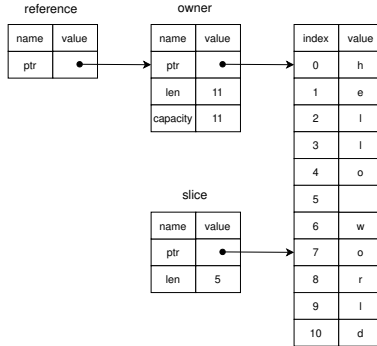 reference
name value
ptr
owner
name value
ptr
len 11
capacity 11
slice
name value
ptr
len 5
index value
0 h
1 e
2 l
3 l
4 o
5
6 w
7 o
8 r
9 l
10 d